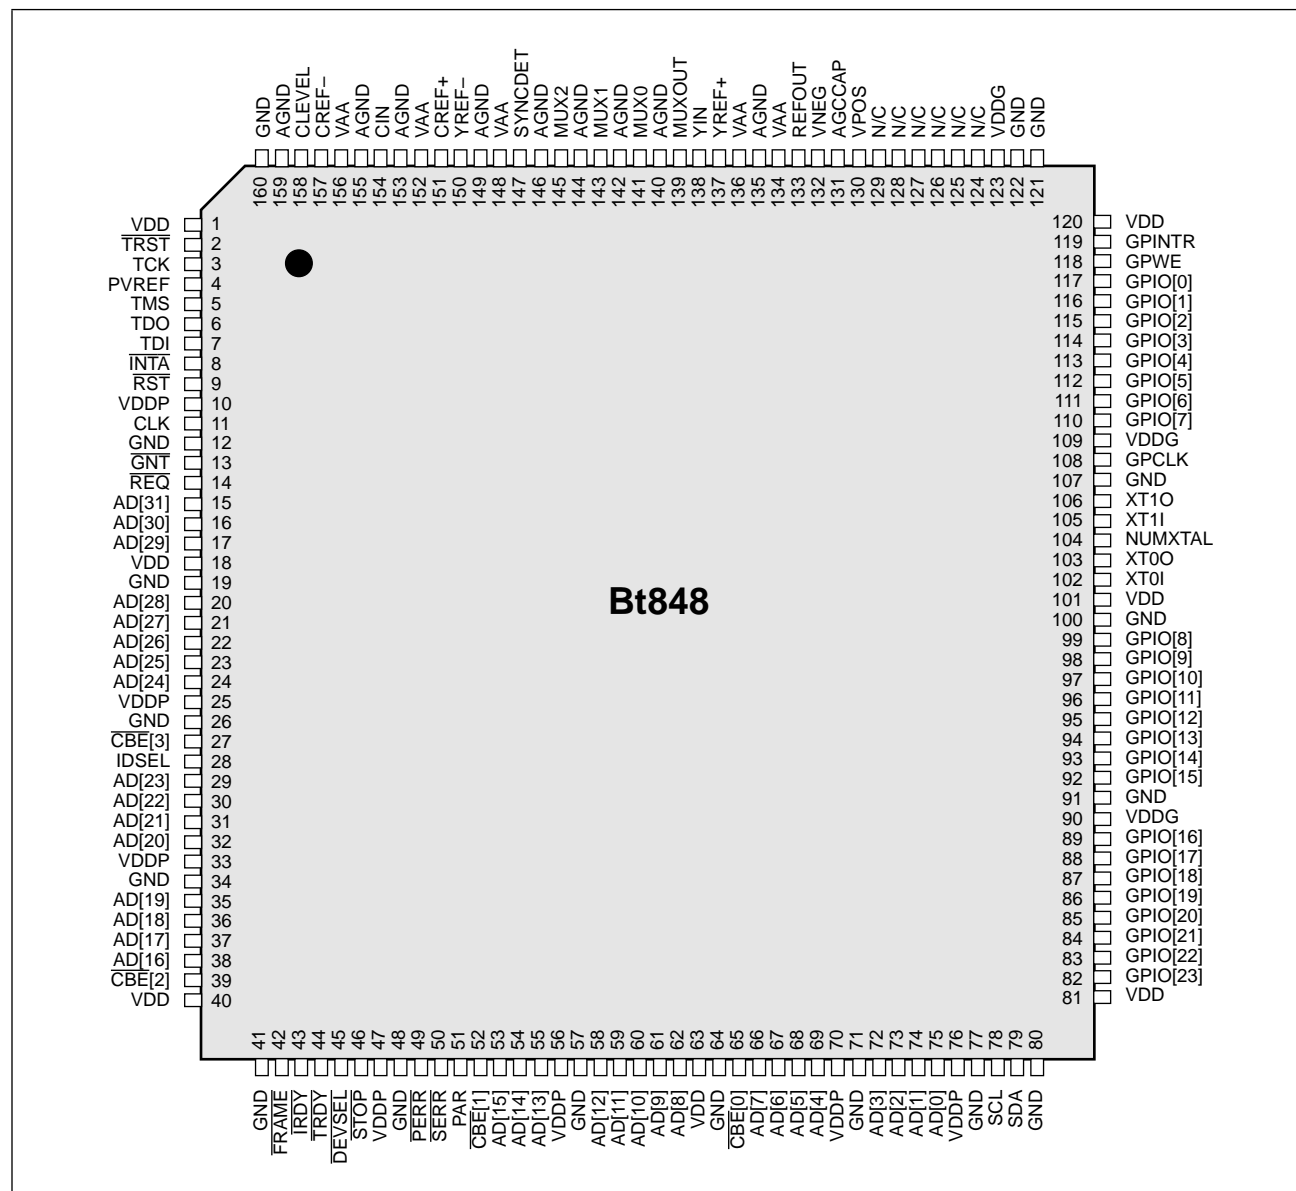 GND
AGND
CLEVEL
CREF–
VAA
AGND
CIN
AGND
VAA
CREF+
YREF–
AGND
VAA
SYNCDET
AGND
MUX2
AGND
MUX1
AGND
MUX0
AGND
MUXOUT
YIN
YREF+
VAA
AGND
VAA
REFOUT
VNEG
AGCCAP
VPOS
N/C
N/C
N/C
N/C
N/C
N/C
VDDG
GND
GND
160
159
158
157
156
155
154
153
152
151
150
149
148
147
146
145
144
143
142
141
140
139
138
137
136
135
134
133
132
131
130
129
128
127
126
125
124
123
122
121
VDD 1
TRST 2
TCK 3
PVREF 4
TMS 5
TDO 6
TDI 7
INTA 8
RST 9
VDDP 10
CLK 11
GND 12
GNT 13
REQ 14
AD[31] 15
AD[30] 16
AD[29] 17
VDD 18
GND 19
AD[28] 20
AD[27] 21
AD[26] 22
AD[25] 23
AD[24] 24
VDDP 25
GND 26
CBE[3] 27
IDSEL 28
AD[23] 29
AD[22] 30
AD[21] 31
AD[20] 32
VDDP 33
GND 34
AD[19] 35
AD[18] 36
AD[17] 37
AD[16] 38
CBE[2] 39
VDD 40
Bt848
120 VDD
119 GPINTR
118 GPWE
117 GPIO[0]
116 GPIO[1]
115 GPIO[2]
114 GPIO[3]
113 GPIO[4]
112 GPIO[5]
111 GPIO[6]
110 GPIO[7]
109 VDDG
108 GPCLK
107 GND
106 XT1O
105 XT1I
104 NUMXTAL
103 XT0O
102 XT0I
101 VDD
100 GND
99 GPIO[8]
98 GPIO[9]
97 GPIO[10]
96 GPIO[11]
95 GPIO[12]
94 GPIO[13]
93 GPIO[14]
92 GPIO[15]
91 GND
90 VDDG
89 GPIO[16]
88 GPIO[17]
87 GPIO[18]
86 GPIO[19]
85 GPIO[20]
84 GPIO[21]
83 GPIO[22]
82 GPIO[23]
81 VDD
41
42
43
44
45
46
47
48
49
50
51
52
53
54
55
56
57
58
59
60
61
62
63
64
65
66
67
68
69
70
71
72
73
74
75
76
77
78
79
80
GND
FRAME
IRDY
TRDY
DEVSEL
STOP
VDDP
GND
PERR
SERR
PAR
CBE[1]
AD[15]
AD[14]
AD[13]
VDDP
GND
AD[12]
AD[11]
AD[10]
AD[9]
AD[8]
VDD
GND
CBE[0]
AD[7]
AD[6]
AD[5]
AD[4]
VDDP
GND
AD[3]
AD[2]
AD[1]
AD[0]
VDDP
GND
SCL
SDA
GND